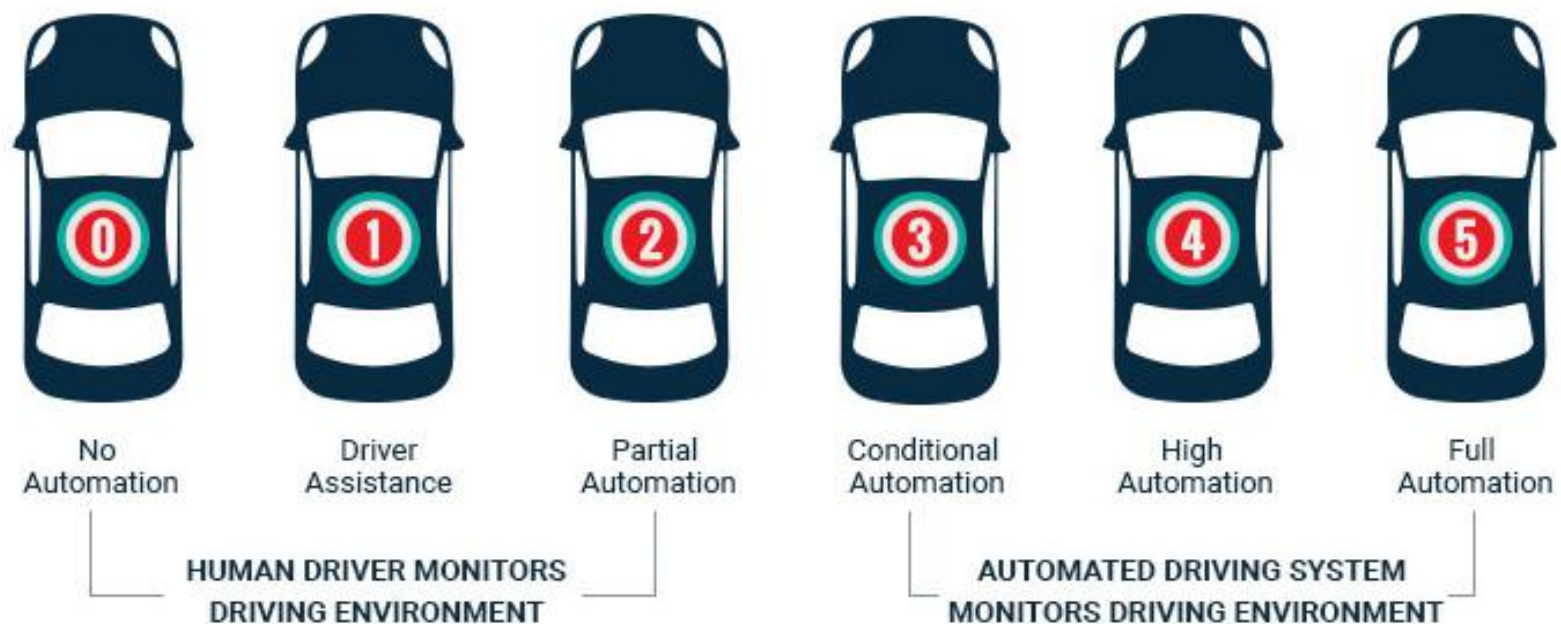 0
1
2
3
4
5
No
Automation
Driver
Assistance
Partial
Automation
Conditional
Automation
High
Automation
Full
Automation
HUMAN DRIVER MONITORS
DRIVING ENVIRONMENT
AUTOMATED DRIVING SYSTEM
MONITORS DRIVING ENVIRONMENT